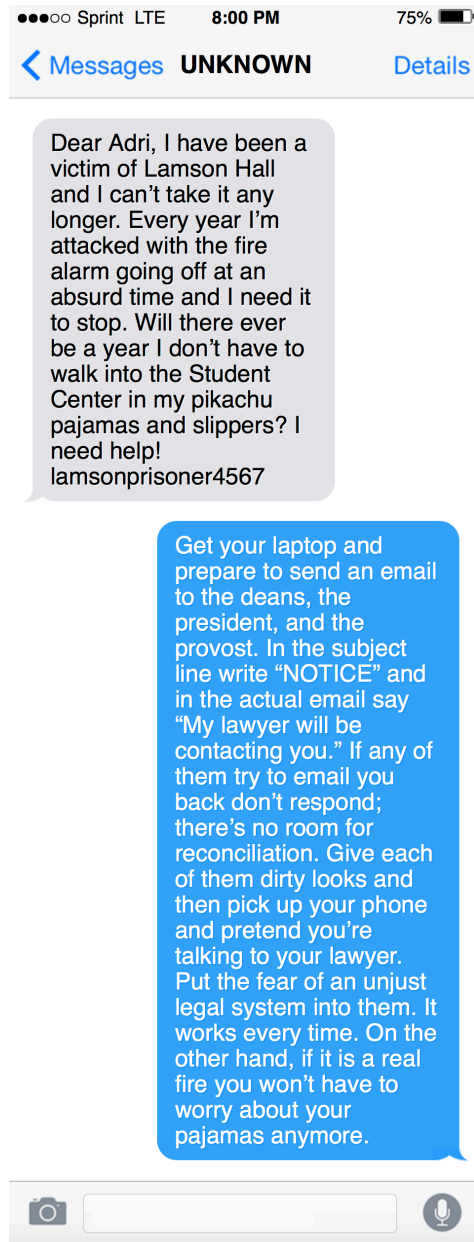 Sprint LTE 8:00 PM 75%
Messages UNKNOWN Details
Dear Adri, I have been a
victim of Lamson Hall
and I can’t take it any
longer. Every year I’m
attacked with the fire
alarm going off at an
absurd time and I need it
to stop. Will there ever
be a year I don’t have to
walk into the Student
Center in my pikachu
pajamas and slippers? I
need help!
lamsonprisoner4567
Get your laptop and
prepare to send an email
to the deans, the
president, and the
provost. In the subject
line write “NOTICE” and
in the actual email say
“My lawyer will be
contacting you.” If any of
them try to email you
back don’t respond;
there’s no room for
reconciliation. Give each
of them dirty looks and
then pick up your phone
and pretend you’re
talking to your lawyer.
Put the fear of an unjust
legal system into them. It
works every time. On the
other hand, if it is a real
fire you won’t have to
worry about your
pajamas anymore.